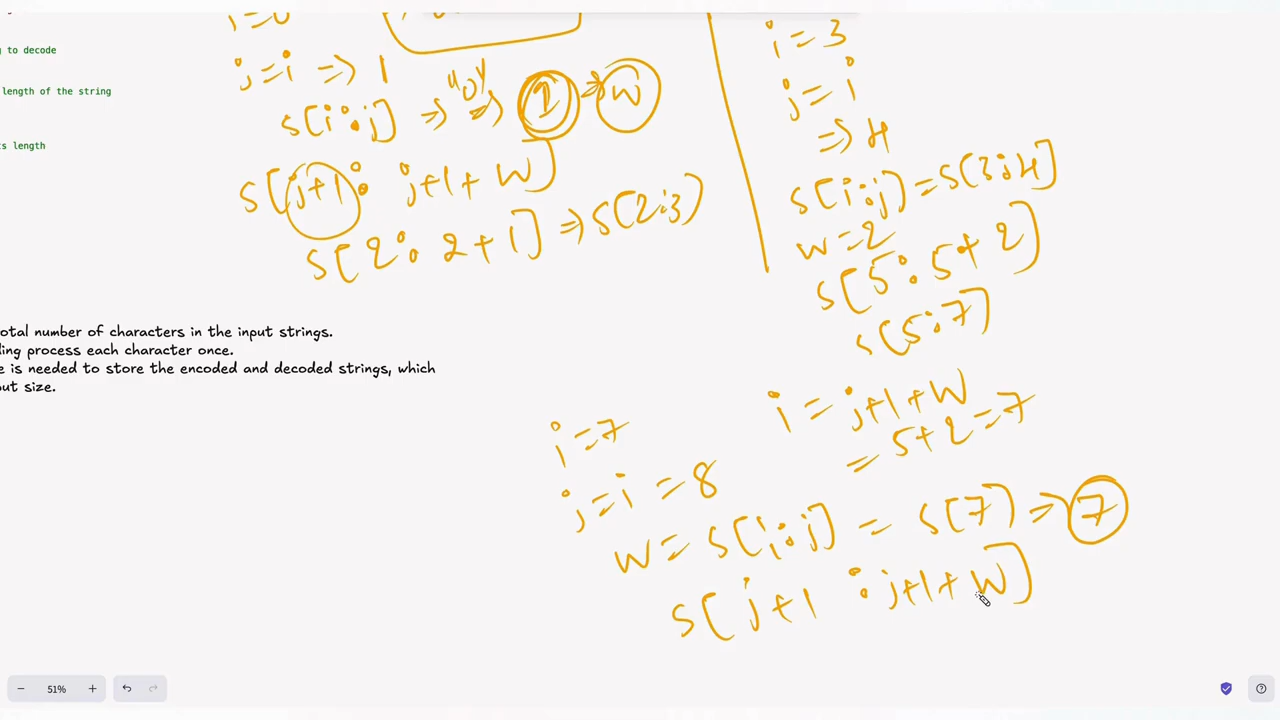 g to decode
length of the string
ts length
j=i => 1
s[i:j] => "0" => 1 -> W
s[j+1: j+1+W]
s[2: 2+1] => s[2:3]
i=3
j=i
=> 4
s[i:j] = s[3:4]
W=2
s[5: 5+2]
s[5:7]
otal number of characters in the input strings.
ling process each character once.
e is needed to store the encoded and decoded strings, which
out size.
i = j+1+W
= 5+2=7
i=7
j=i = 8
W= s[i:j] = s[7] => 7
s[j+1 : j+1+W]
51%